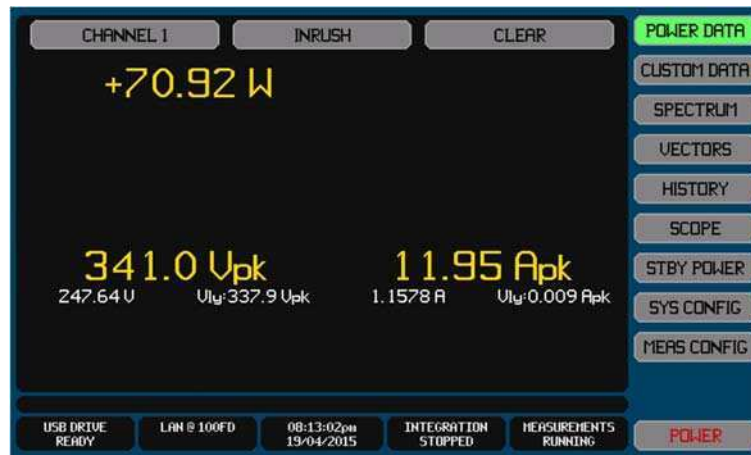 CHANNEL 1 INRUSH CLEAR POWER DATA
+70.92 W CUSTOM DATA
SPECTRUM
VECTORS
HISTORY
SCOPE
341.0 Vpk 11.95 Apk STBY POWER
247.64 V Vly:337.9 Vpk 1.1578 A Vly:0.009 Apk SYS CONFIG
MEAS CONFIG
USB DRIVE READY LAN @ 100FD 08:13:02pm 19/04/2015 INTEGRATION STOPPED MEASUREMENTS RUNNING POWER